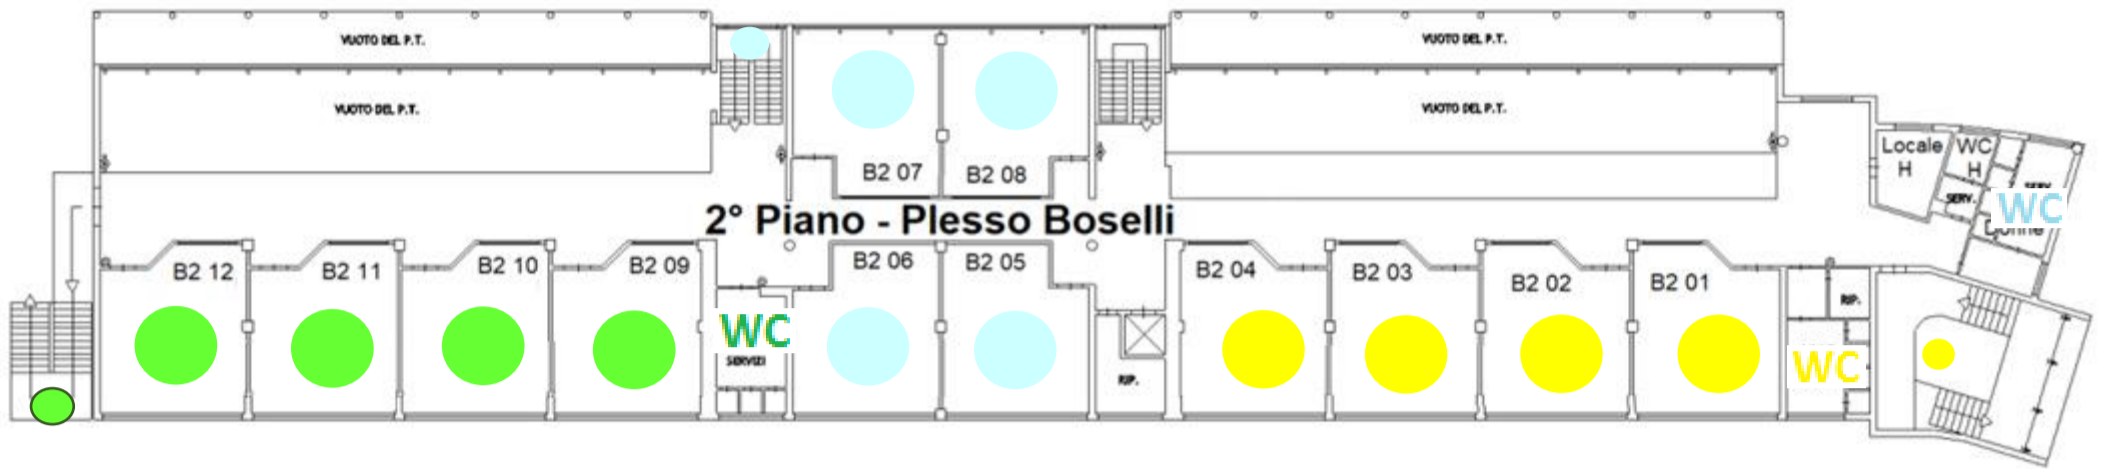 VUOTO DEL P.T.
VUOTO DEL P.T.
VUOTO DEL P.T.
VUOTO DEL P.T.
B2 07
B2 08
Locale
H
WC
H
SERV.
SERV.
WC
Donne
2° Piano - Plesso Boselli
B2 12
B2 11
B2 10
B2 09
B2 06
B2 05
B2 04
B2 03
B2 02
B2 01
RIP.
WC
SERVIZI
RIP.
WC